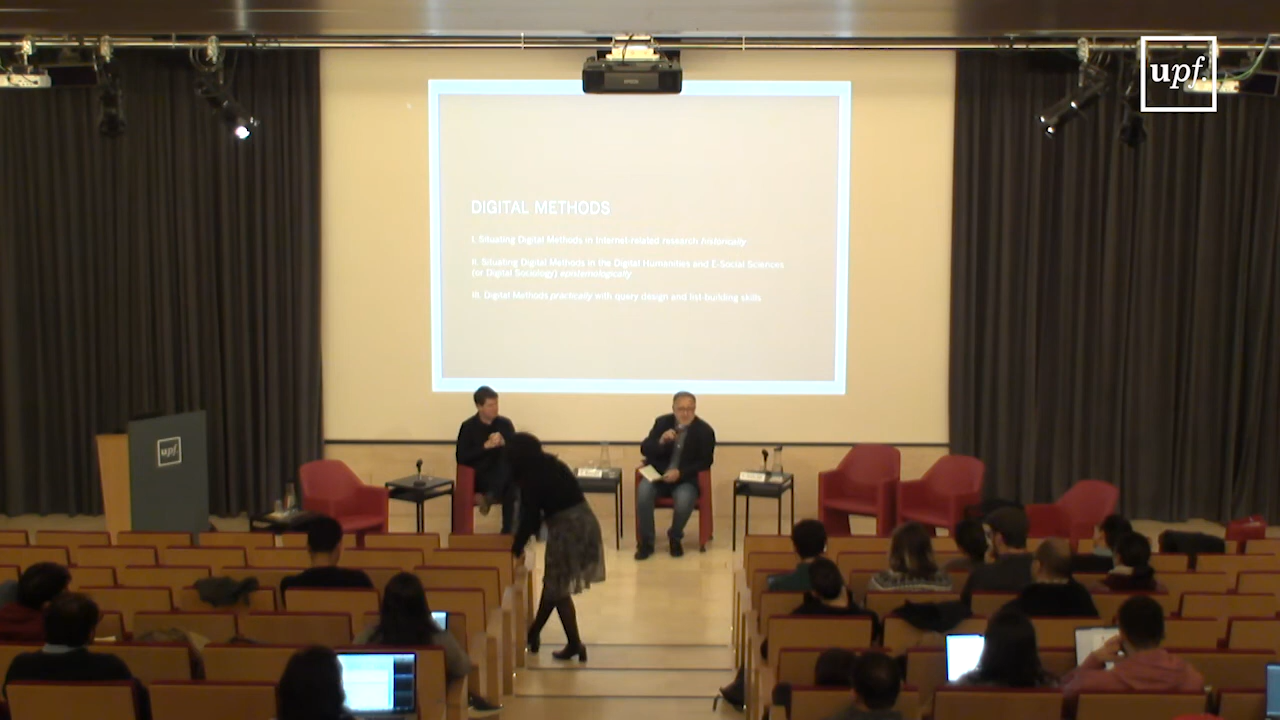 EPSON
upf.
DIGITAL METHODS
I. Situating Digital Methods in Internet-related research historically
II. Situating Digital Methods in the Digital Humanities and E-Social Sciences
(or Digital Sociology) epistemologically
III. Digital Methods practically with query design and list-building skills
upf.